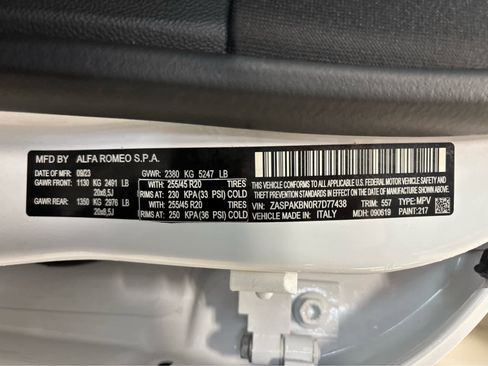 MFD BY ALFA ROMEO S.P.A.
DATE OF MFR: 09/23 GVWR: 2380 KG 5247 LB
GAWR FRONT: 1130 KG 2491 LB WITH: 255/45 R20 TIRES
20x8,5J RIMS AT: 230 KPA (33 PSI) COLD
GAWR REAR: 1350 KG 2976 LB WITH: 255/45 R20 TIRES
20x8,5J RIMS AT: 250 KPA (36 PSI) COLD
THIS VEHICLE CONFORMS TO ALL APPLICABLE
FEDERAL MOTOR VEHICLE SAFETY AND
THEFT PREVENTION STANDARDS IN EFFECT ON THE DATE OF MANUFACTURE SHOWN ABOVE.
VIN: ZASPAKBN0R7D77438 TRIM: 557 TYPE: MPV
VEHICLE MADE IN: ITALY MDH: 090619 PAINT: 217